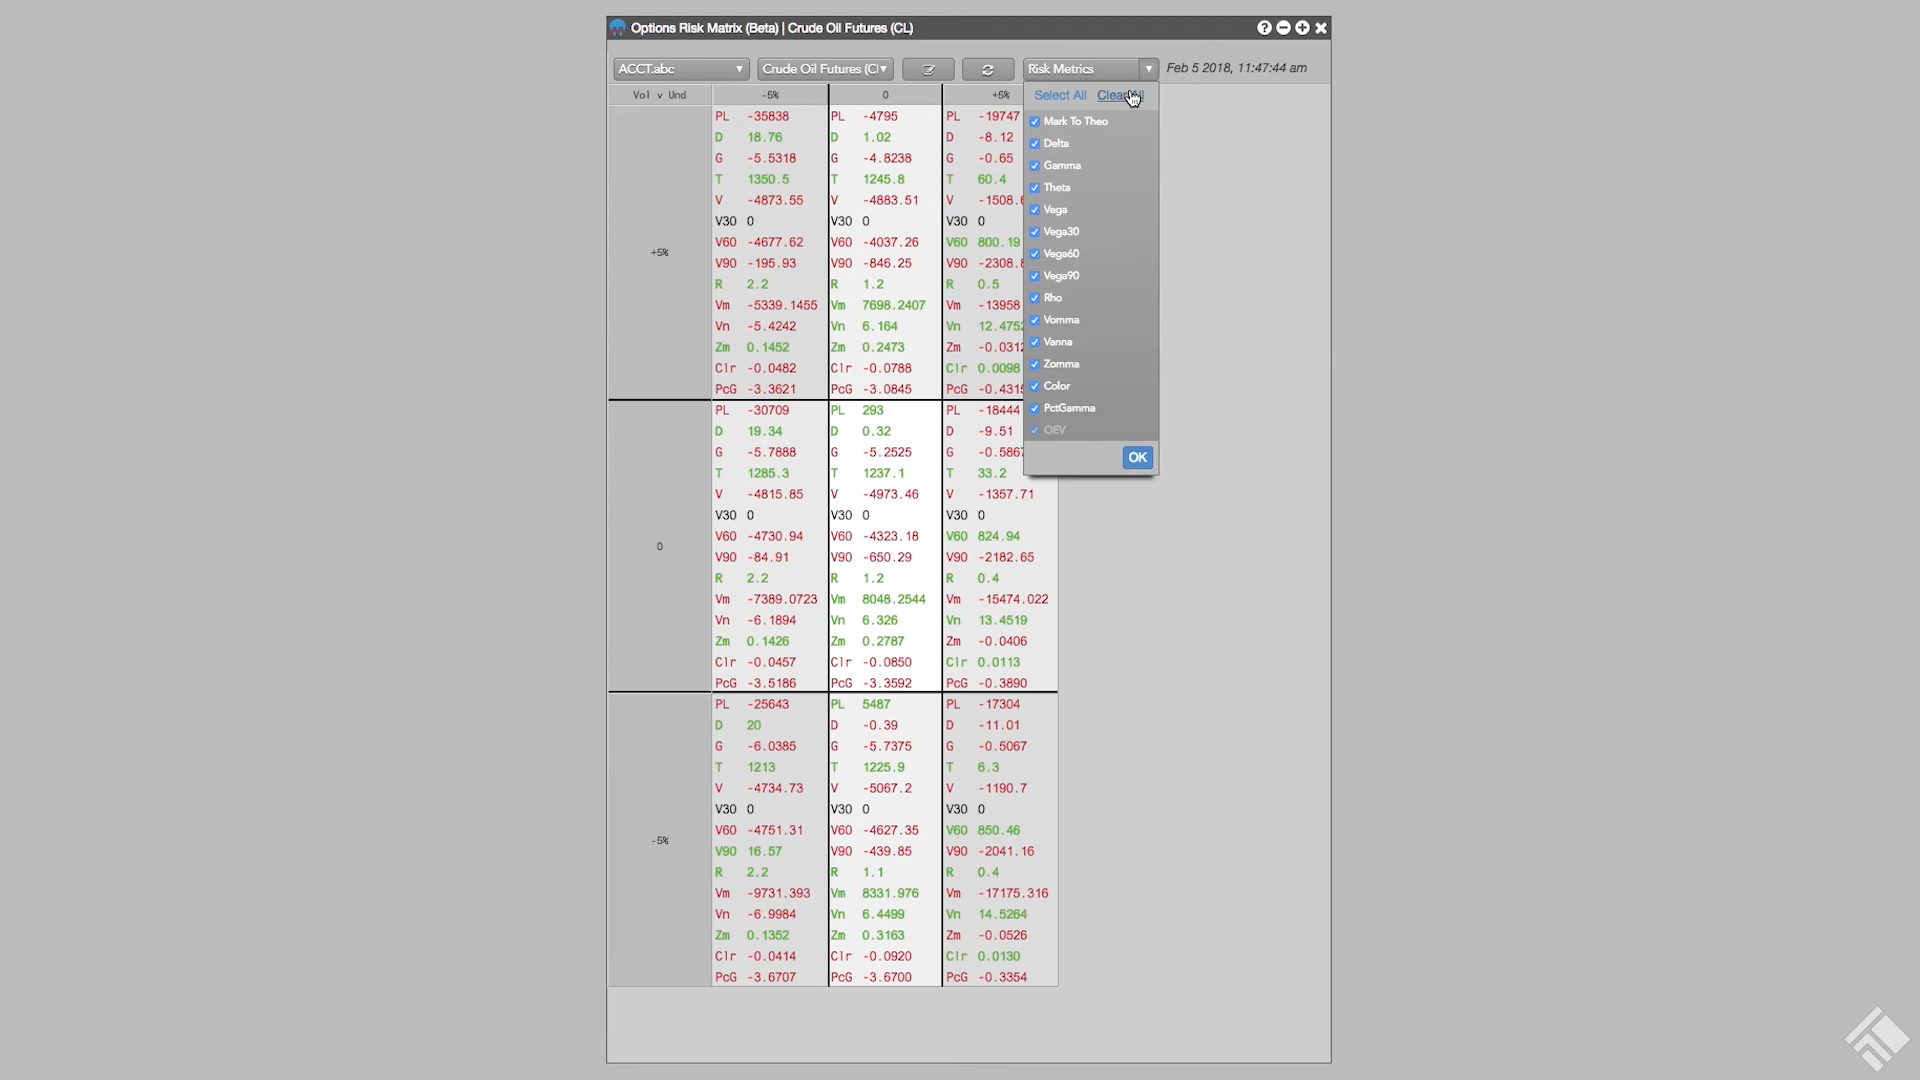 Options Risk Matrix (Beta) | Crude Oil Futures (CL)
ACCT.abc Crude Oil Futures (Cl Risk Metrics Feb 5 2018, 11:47:44 am
Vol v Und -5% 0 +5% Select All
PL -35838 PL -4795 PL -19747 Mark To Theo
D 18.76 D 1.02 D -8.12 Delta
G -5.5318 G -4.8238 G -0.65 Gamma
T 1350.5 T 1245.8 T 60.4 Theta
V -4873.55 V -4883.51 V -1508. Vega
V30 0 V30 0 V30 0 Vega30
V60 -4677.62 V60 -4037.26 V60 800.19 Vega60
+5%
V90 -195.93 V90 -846.25 V90 -2308. Vega90
R 2.2 R 1.2 R 0.5 Rho
Vm -5339.1455 Vm 7698.2407 Vm -13958 Vomma
Vn -5.4242 Vn 6.164 Vn 12.475 Vanna
Zm 0.1452 Zm 0.2473 Zm -0.031 Zomma
Clr -0.0482 Clr -0.0788 Clr 0.0098 Color
PcG -3.3621 PcG -3.0845 PcG -0.431 PctGamma
PL -30709 PL 293 PL -18444
D 19.34 D 0.32 D -9.51 OEV
G -5.7888 G -5.2525 G -0.586 OK
T 1285.3 T 1237.1 T 33.2
V -4815.85 V -4973.46 V -1357.71
V30 0 V30 0 V30 0
V60 -4730.94 V60 -4323.18 V60 824.94
0
V90 -84.91 V90 -650.29 V90 -2182.65
R 2.2 R 1.2 R 0.4
Vm -7389.0723 Vm 8048.2544 Vm -15474.022
Vn -6.1894 Vn 6.326 Vn 13.4519
Zm 0.1426 Zm 0.2787 Zm -0.0406
Clr -0.0457 Clr -0.0850 Clr 0.0113
PcG -3.5186 PcG -3.3592 PcG -0.3890
PL -25643 PL 5487 PL -17304
D 20 D -0.39 D -11.01
G -6.0385 G -5.7375 G -0.5067
T 1213 T 1225.9 T 6.3
V -4734.73 V -5067.2 V -1190.7
V30 0 V30 0 V30 0
V60 -4751.31 V60 -4627.35 V60 850.46
-5%
V90 16.57 V90 -439.85 V90 -2041.16
R 2.2 R 1.1 R 0.4
Vm -9731.393 Vm 8331.976 Vm -17175.316
Vn -6.9984 Vn 6.4499 Vn 14.5264
Zm 0.1352 Zm 0.3163 Zm -0.0526
Clr -0.0414 Clr -0.0920 Clr 0.0130
PcG -3.6707 PcG -3.6700 PcG -0.3354